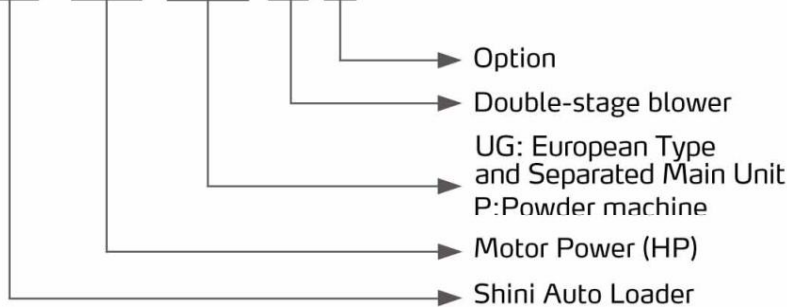 Option
Double-stage blower
UG: European Type
and Separated Main Unit
P:Powder machine
Motor Power (HP)
Shini Auto Loader